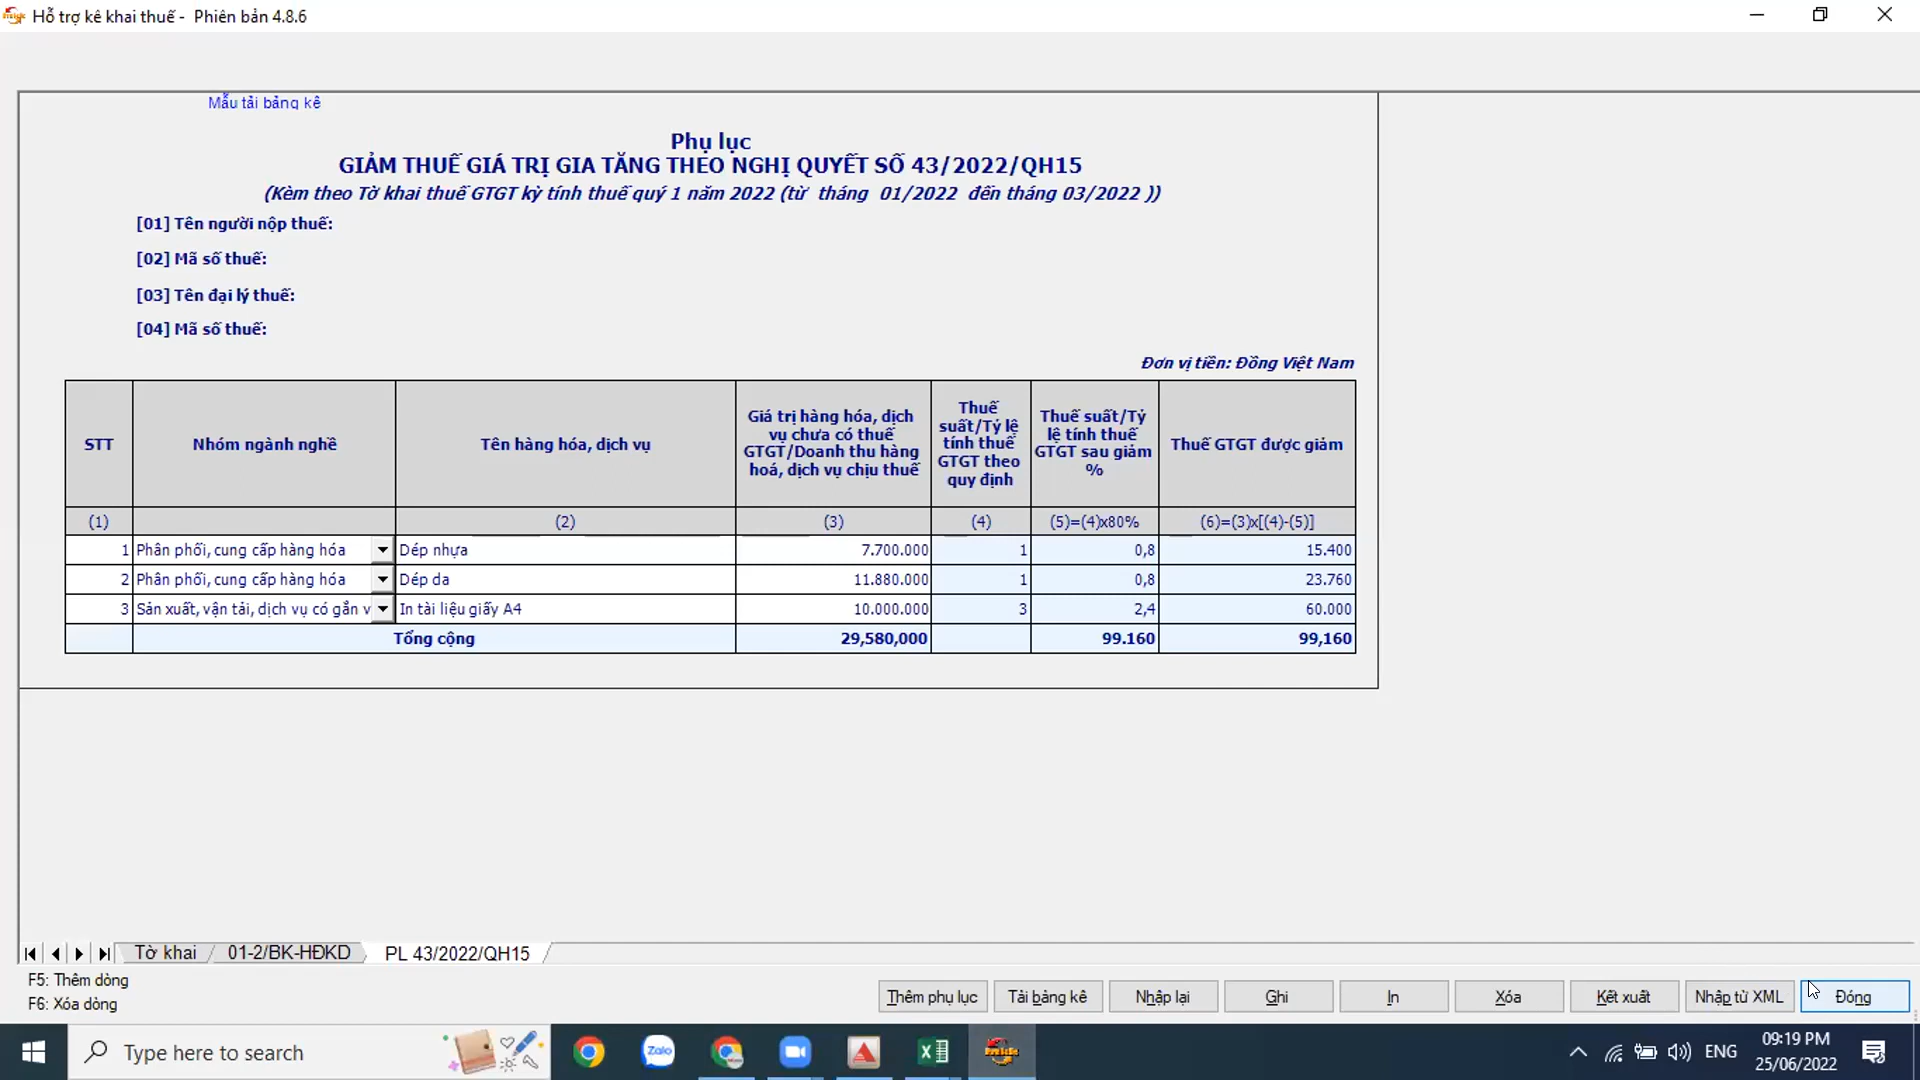 Hỗ trợ kê khai thuế - Phiên bản 4.8.6
Mẫu tải bảng kê
Phụ lục
GIẢM THUẾ GIÁ TRỊ GIA TĂNG THEO NGHỊ QUYẾT SỐ 43/2022/QH15
(Kèm theo Tờ khai thuế GTGT kỳ tính thuế quý 1 năm 2022 (từ tháng 01/2022 đến tháng 03/2022 ))
[01] Tên người nộp thuế:
[02] Mã số thuế:
[03] Tên đại lý thuế:
[04] Mã số thuế:
Đơn vị tiền: Đồng Việt Nam
STT
Nhóm ngành nghề
Tên hàng hóa, dịch vụ
Giá trị hàng hóa, dịch
vụ chưa có thuế
GTGT/Doanh thu hàng
hoá, dịch vụ chịu thuế
Thuế
suất/Tỷ lệ
tính thuế
GTGT theo
quy định
Thuế suất/Tỷ
lệ tính thuế
GTGT sau giảm
%
Thuế GTGT được giảm
(1) (2) (3) (4) (5)=(4)x80% (6)=(3)x[(4)-(5)]
1 Phân phối, cung cấp hàng hóa Dép nhựa 7.700.000 1 0,8 15.400
2 Phân phối, cung cấp hàng hóa Dép da 11.880.000 1 0,8 23.760
3 Sản xuất, vận tải, dịch vụ có gắn v In tài liệu giấy A4 10.000.000 3 2,4 60.000
Tổng cộng 29,580,000 99.160 99,160
Tờ khai 01-2/BK-HĐKD PL 43/2022/QH15
F5: Thêm dòng
F6: Xóa dòng
Thêm phụ lục Tải bảng kê Nhập lại Ghi In Xóa Kết xuất Nhập từ XML Đóng
Type here to search
Zalo
ENG
09:19 PM
25/06/2022